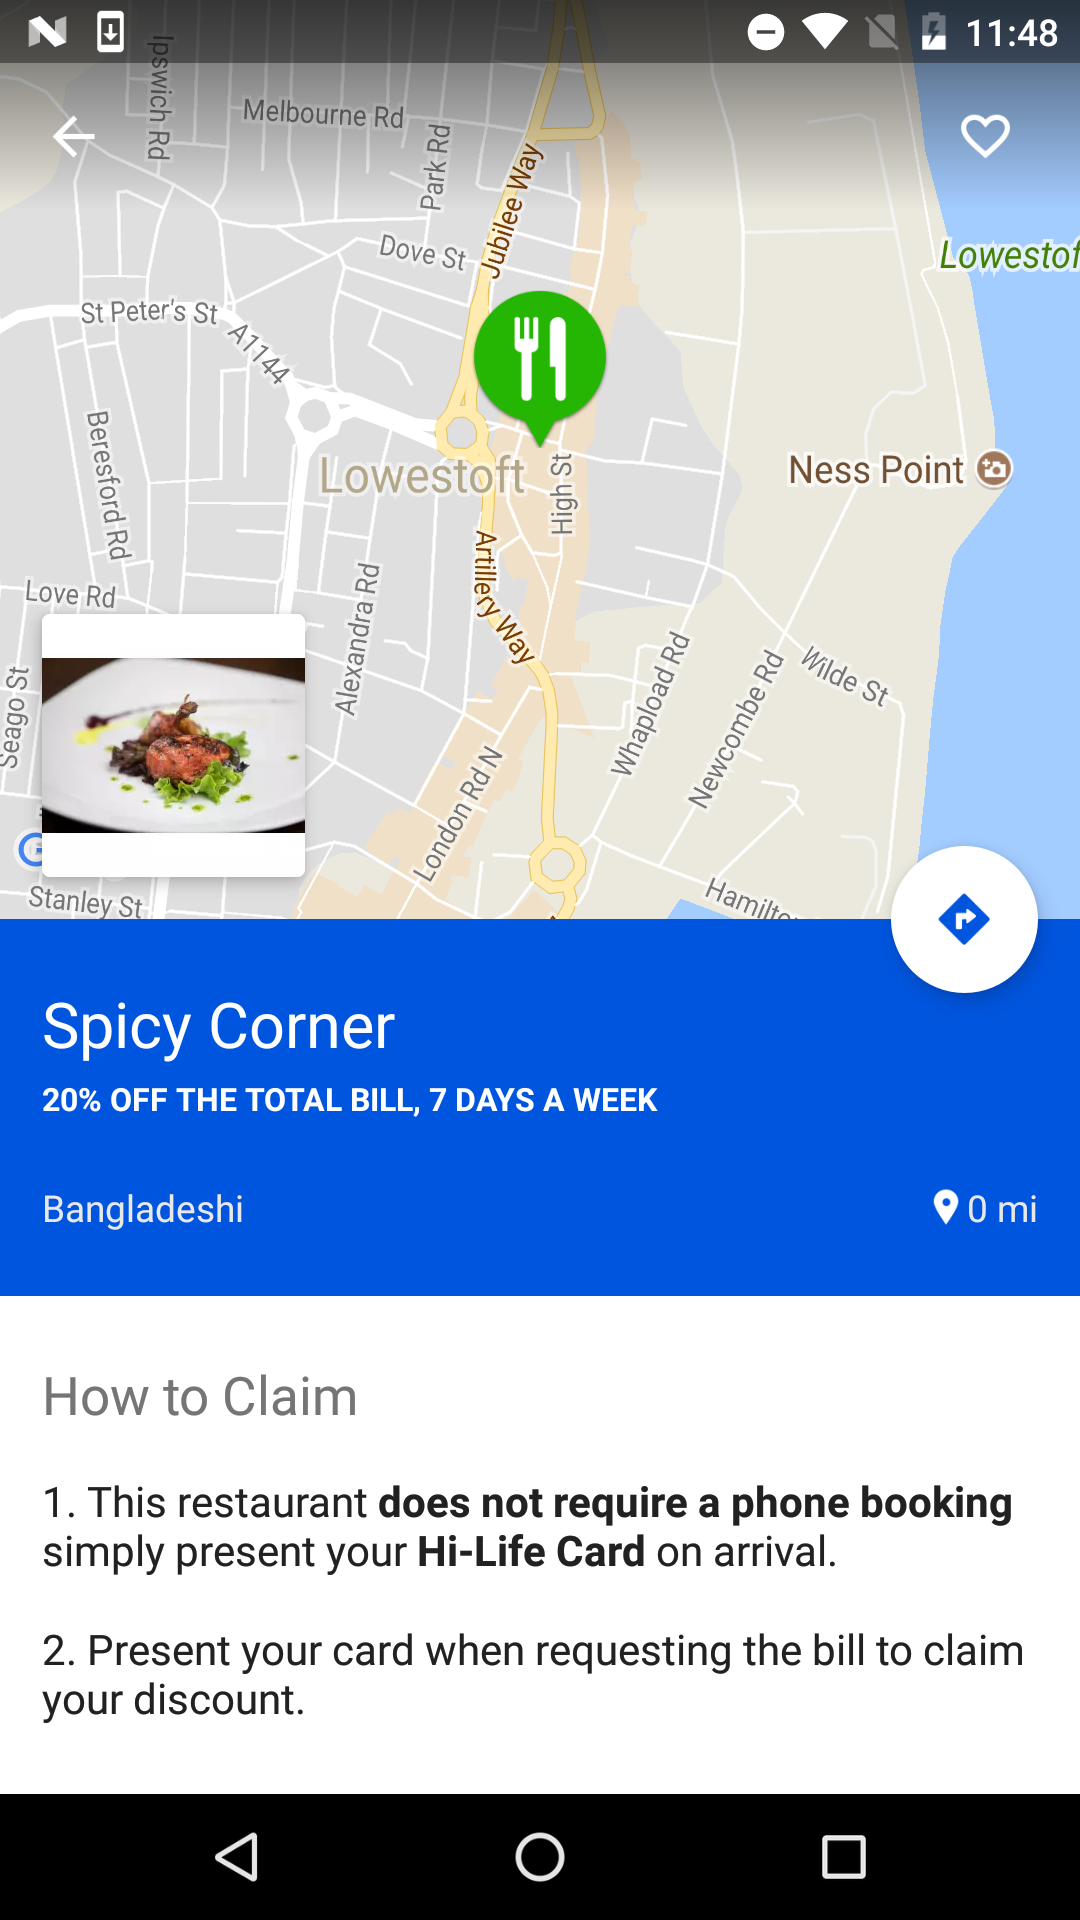 11:48
Ipswich Rd
Melbourne Rd
Park Rd
Jubilee Way
Dove St
Lowestof
St Peter's St
A1144
Beresford Rd
Lowestoft
High St
Ness Point
Artillery Way
Love Rd
Alexandra Rd
Seago St
Whapload Rd
Newcombe Rd
Wilde St
London Rd N
Stanley St
Hamilto
Spicy Corner
20% OFF THE TOTAL BILL, 7 DAYS A WEEK
Bangladeshi
0 mi
How to Claim
1. This restaurant does not require a phone booking
simply present your Hi-Life Card on arrival.
2. Present your card when requesting the bill to claim
your discount.